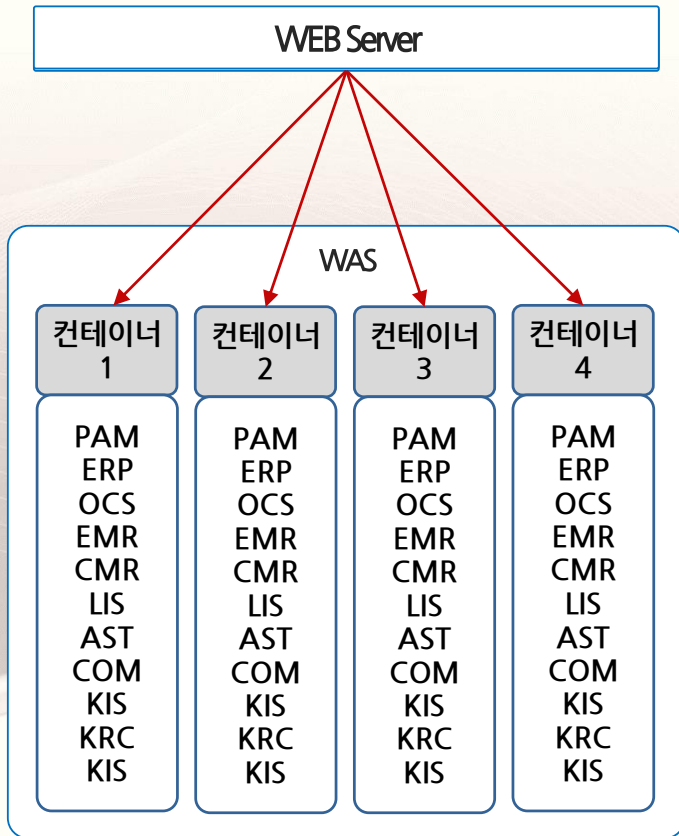 WEB Server
WAS
컨테이너
1
PAM
ERP
OCS
EMR
CMR
LIS
AST
COM
KIS
KRC
KIS
컨테이너
2
PAM
ERP
OCS
EMR
CMR
LIS
AST
COM
KIS
KRC
KIS
컨테이너
3
PAM
ERP
OCS
EMR
CMR
LIS
AST
COM
KIS
KRC
KIS
컨테이너
4
PAM
ERP
OCS
EMR
CMR
LIS
AST
COM
KIS
KRC
KIS